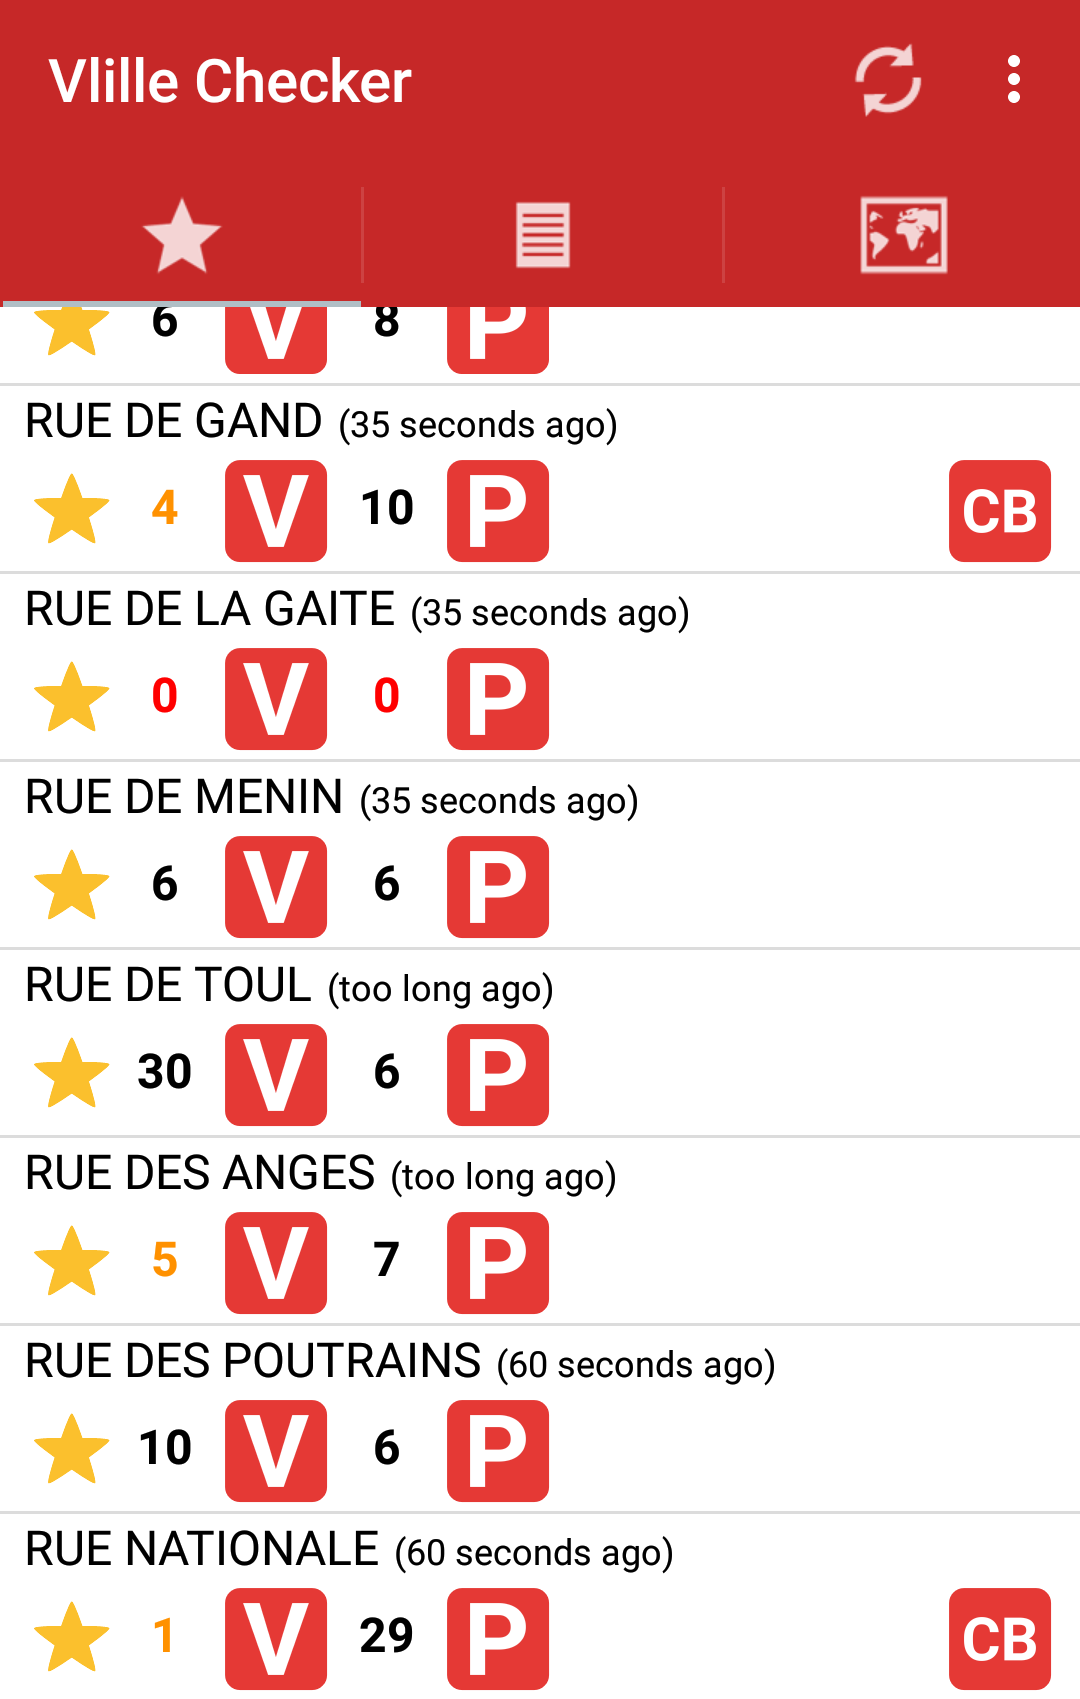 Vlille Checker
6 V 8 P
RUE DE GAND (35 seconds ago)
4 V 10 P CB
RUE DE LA GAITE (35 seconds ago)
0 V 0 P
RUE DE MENIN (35 seconds ago)
6 V 6 P
RUE DE TOUL (too long ago)
30 V 6 P
RUE DES ANGES (too long ago)
5 V 7 P
RUE DES POUTRAINS (60 seconds ago)
10 V 6 P
RUE NATIONALE (60 seconds ago)
1 V 29 P CB